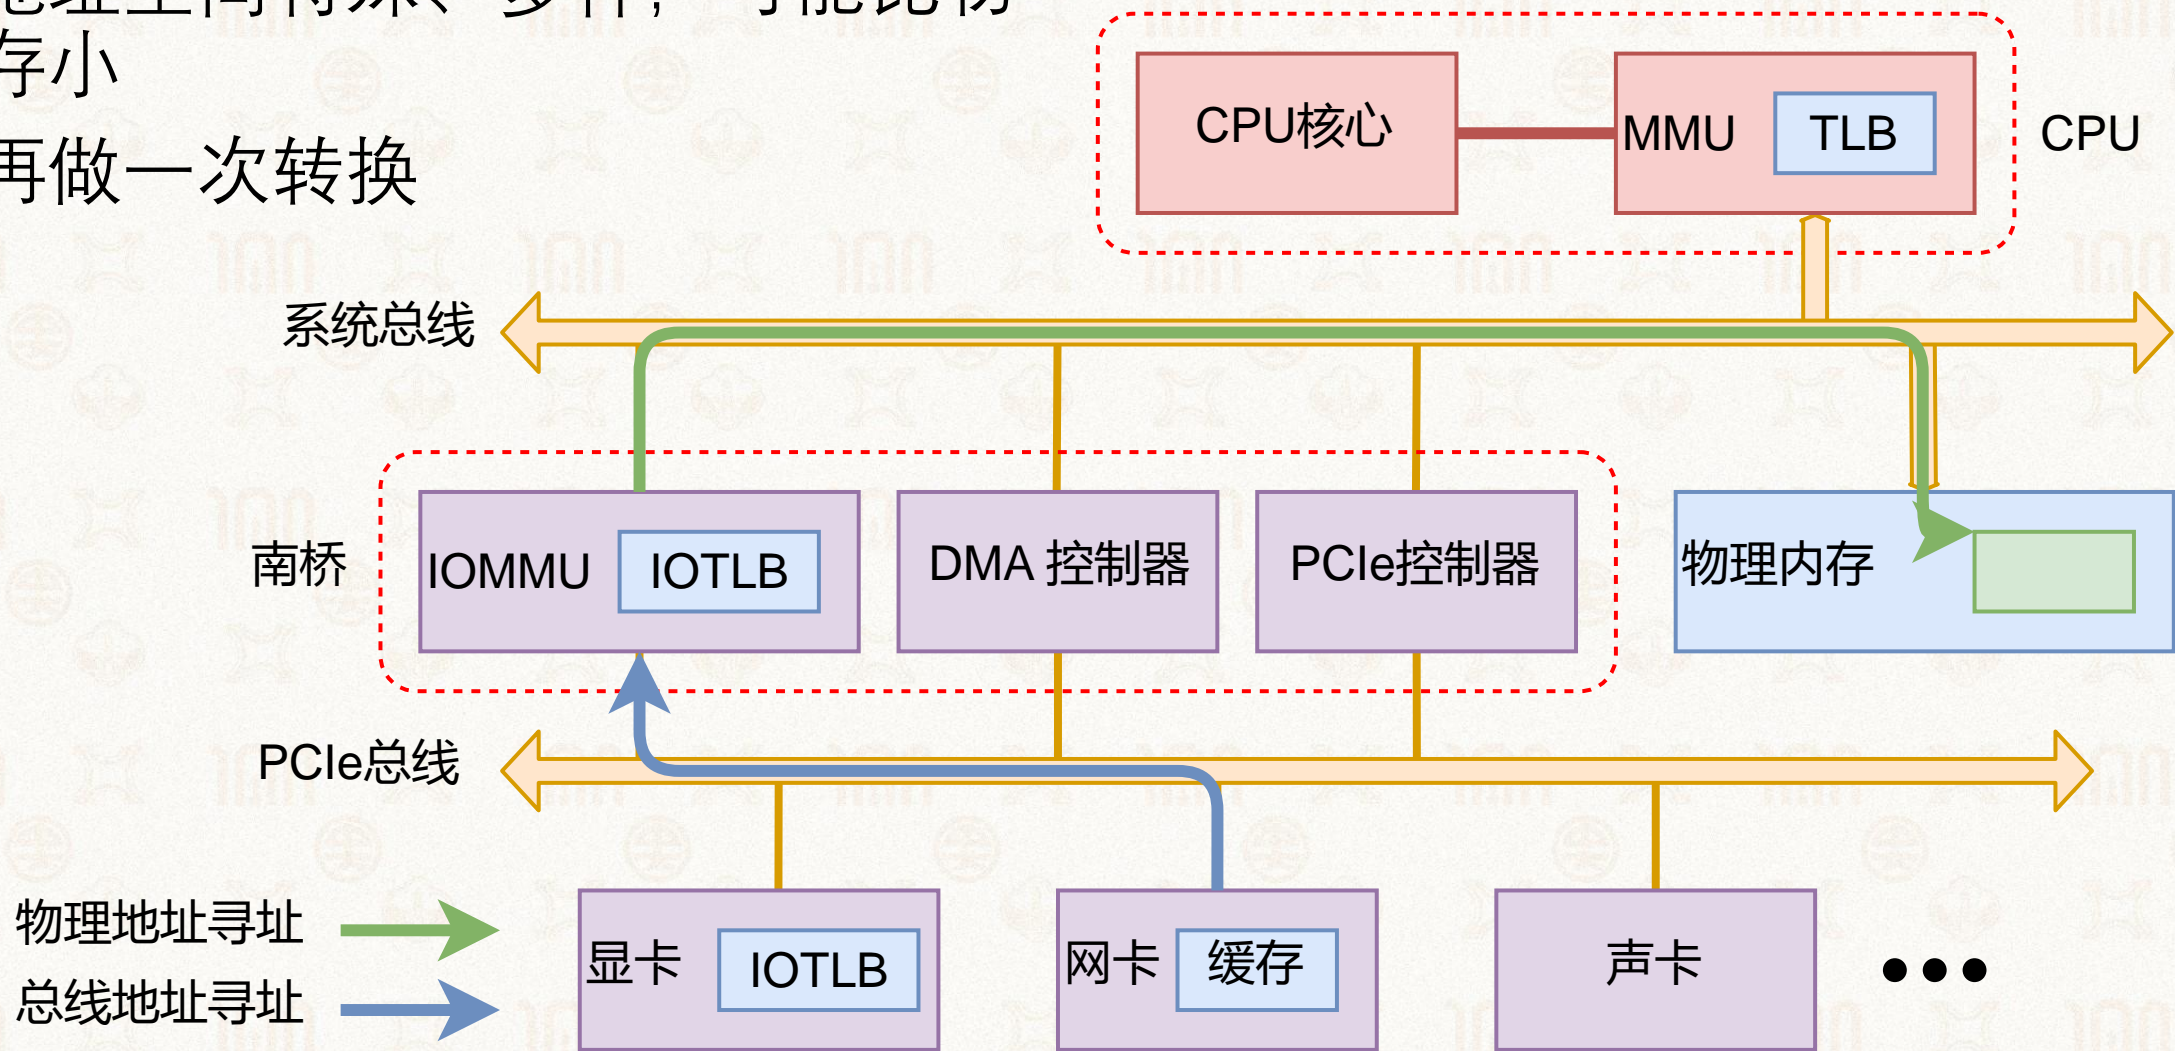 存小
再做一次转换
CPU核心
MMU
TLB
CPU
系统总线
南桥
IOMMU
IOTLB
DMA 控制器
PCIe控制器
物理内存
PCIe总线
物理地址寻址
总线地址寻址
显卡
IOTLB
网卡
缓存
声卡
●●●